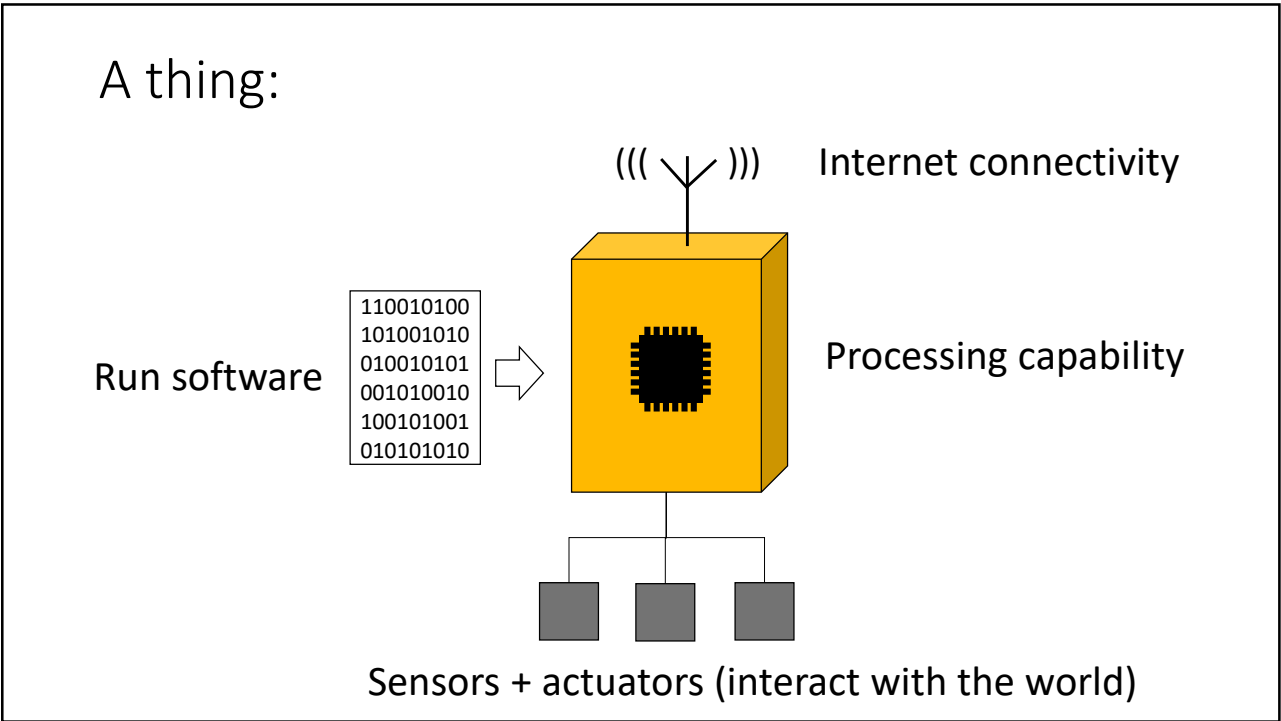 A thing:
((( )))
Internet connectivity
110010100
101001010
010010101
001010010
100101001
010101010
Run software
Processing capability
Sensors + actuators (interact with the world)